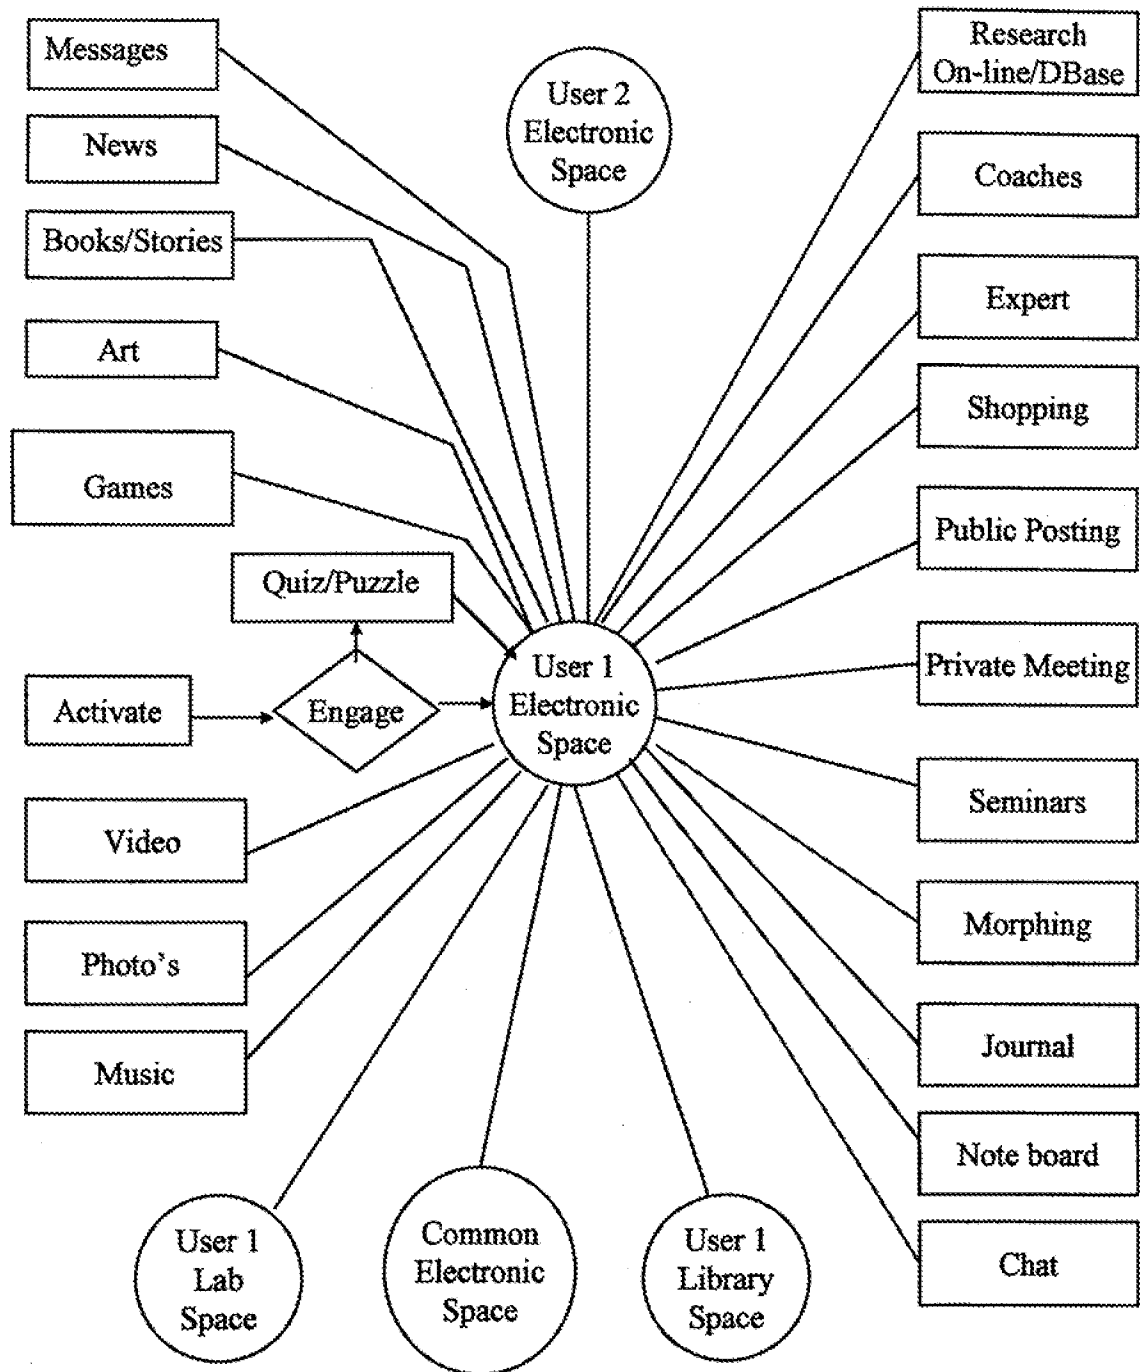 Messages
News
Books/Stories
Art
Games
Quiz/Puzzle
Activate
Engage
Video
Photo's
Music
User 2
Electronic
Space
User 1
Electronic
Space
User 1
Lab
Space
Common
Electronic
Space
User 1
Library
Space
Research
On-line/DBase
Coaches
Expert
Shopping
Public Posting
Private Meeting
Seminars
Morphing
Journal
Note board
Chat